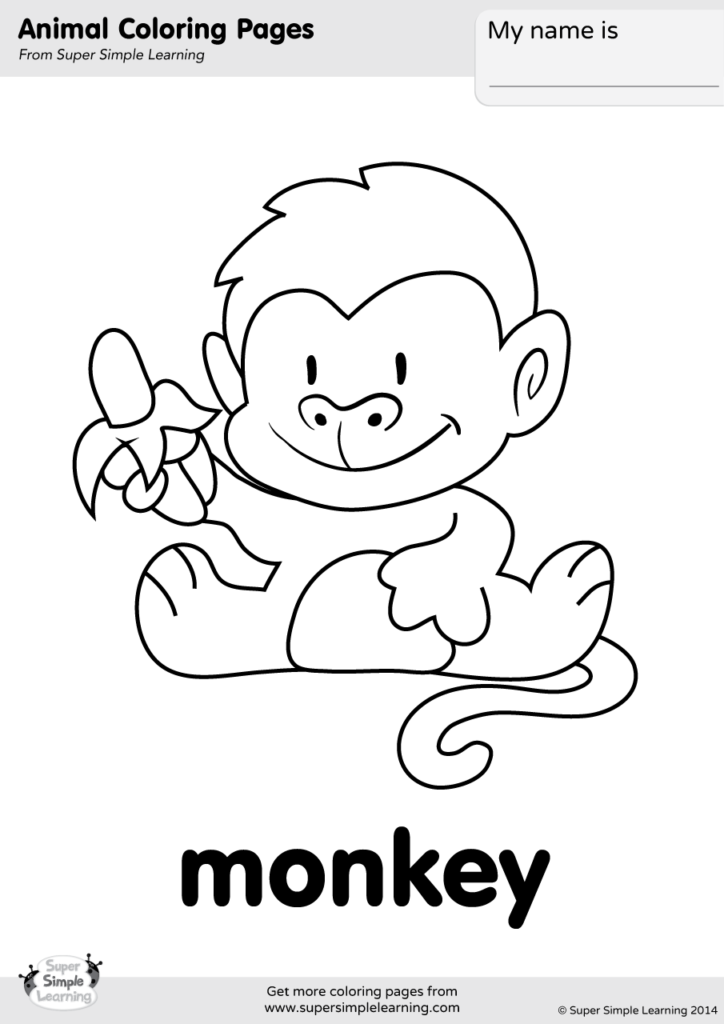 Animal Coloring Pages
From Super Simple Learning
My name is
monkey
Super
Simple
Learning
Get more coloring pages from
www.supersimplelearning.com
© Super Simple Learning 2014